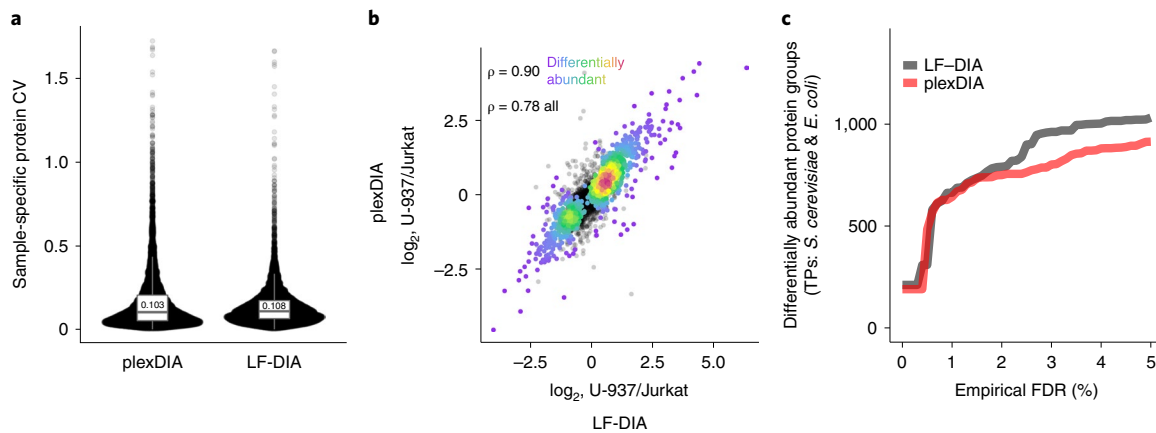 a
Sample-specific protein CV
1.5
1.0
0.5
0
0.103
0.108
plexDIA
LF-DIA
b
plexDIA
log2, U-937/Jurkat
ρ = 0.90
Differentially
abundant
ρ = 0.78 all
2.5
0
−2.5
−2.5
0
2.5
5.0
log2, U-937/Jurkat
LF-DIA
c
Differentially abundant protein groups
(TPs: S. cerevisiae & E. coli)
LF–DIA
plexDIA
1,000
500
0
0
1
2
3
4
5
Empirical FDR (%)